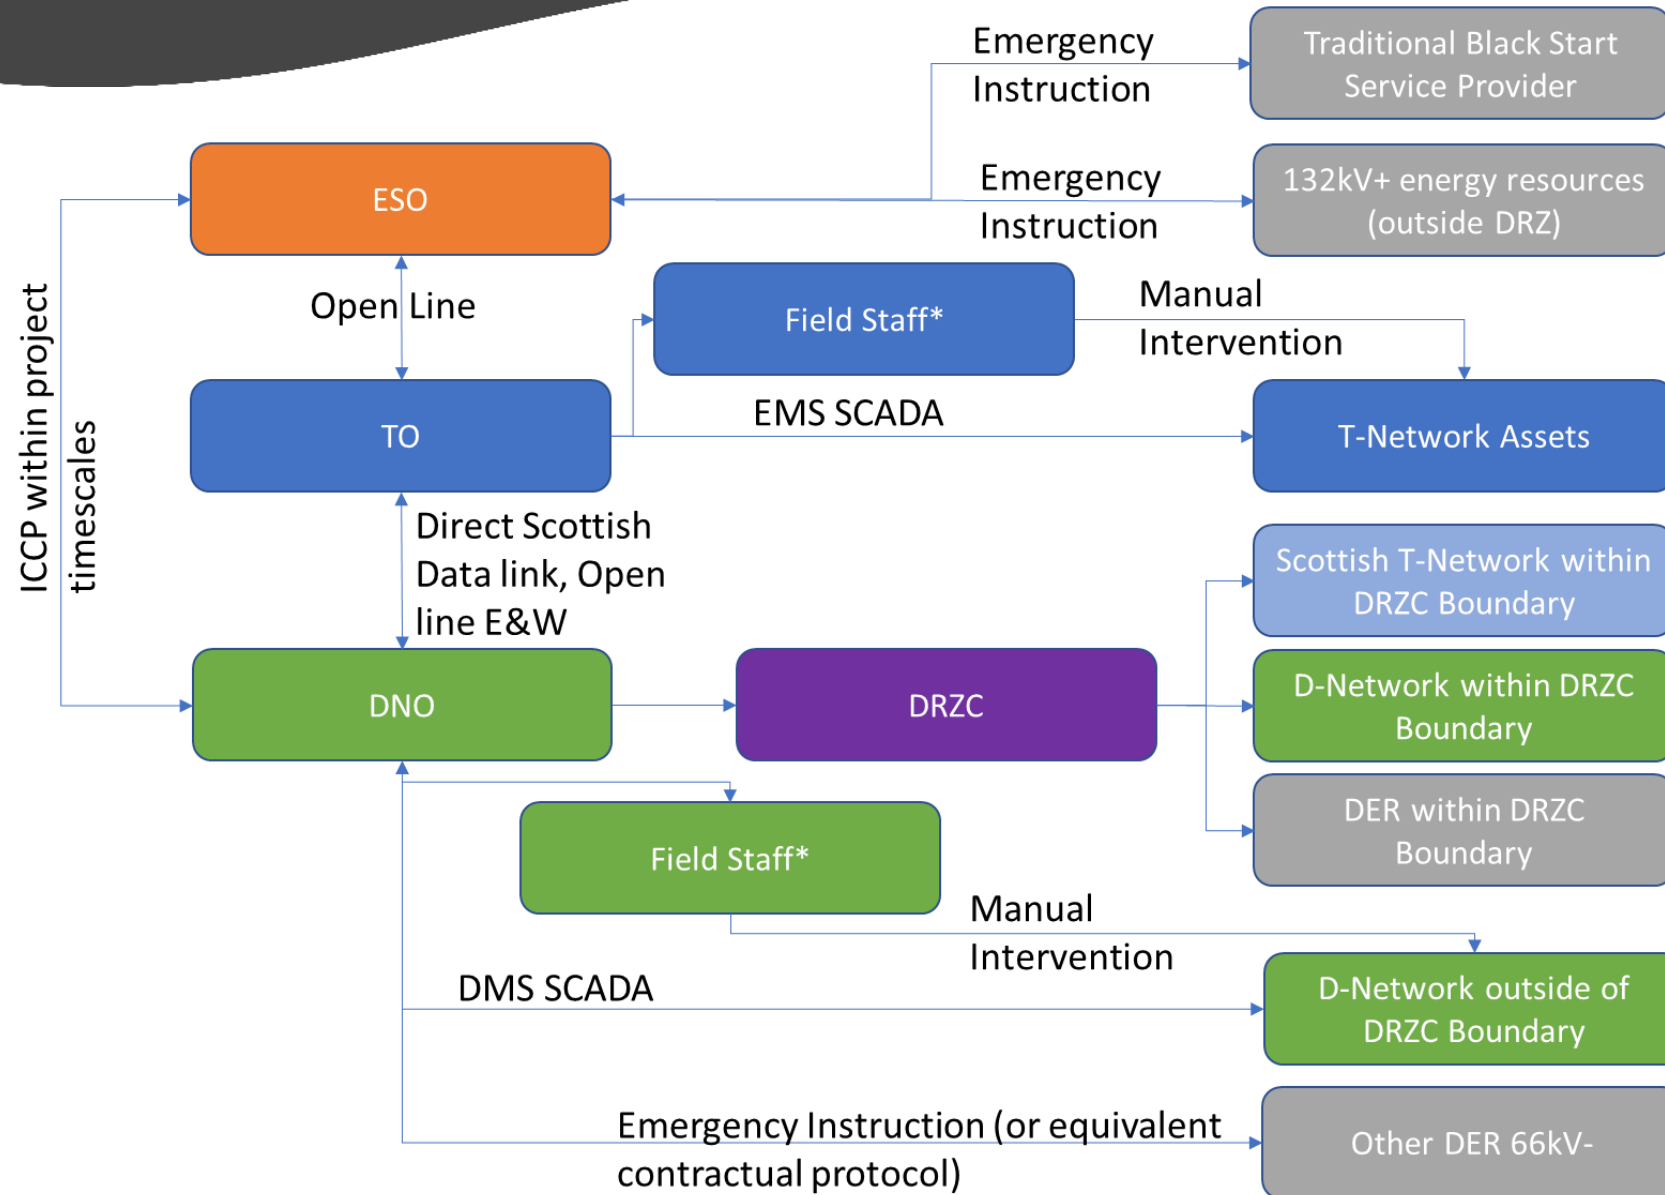 Emergency
Instruction
Traditional Black Start
Service Provider
ESO
Emergency
Instruction
132kV+ energy resources
(outside DRZ)
ICCP within project
timescales
Open Line
Field Staff*
Manual
Intervention
TO
EMS SCADA
T-Network Assets
Direct Scottish
Data link, Open
line E&W
Scottish T-Network within
DRZC Boundary
DNO
DRZC
D-Network within DRZC
Boundary
Field Staff*
DER within DRZC
Boundary
Manual
Intervention
DMS SCADA
D-Network outside of
DRZC Boundary
Emergency Instruction (or equivalent
contractual protocol)
Other DER 66kV-